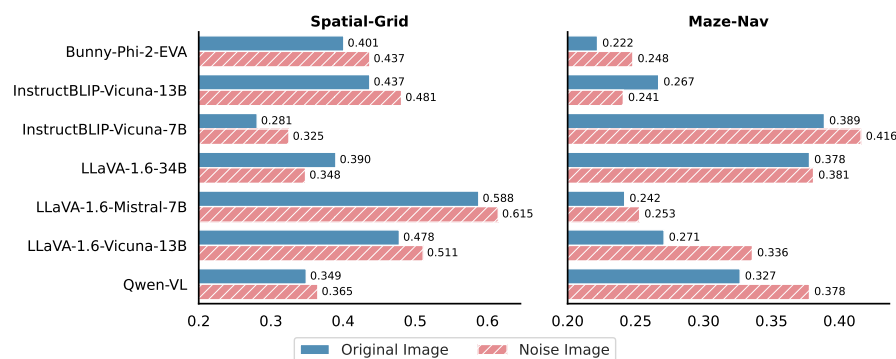 Spatial-Grid
Maze-Nav
Bunny-Phi-2-EVA
0.401
0.437
0.222
0.248
InstructBLIP-Vicuna-13B
0.437
0.481
0.267
0.241
InstructBLIP-Vicuna-7B
0.281
0.325
0.389
0.416
LLaVA-1.6-34B
0.390
0.348
0.378
0.381
LLaVA-1.6-Mistral-7B
0.588
0.615
0.242
0.253
LLaVA-1.6-Vicuna-13B
0.478
0.511
0.271
0.336
Qwen-VL
0.349
0.365
0.327
0.378
0.2 0.3 0.4 0.5 0.6
0.20 0.25 0.30 0.35 0.40
Original Image Noise Image